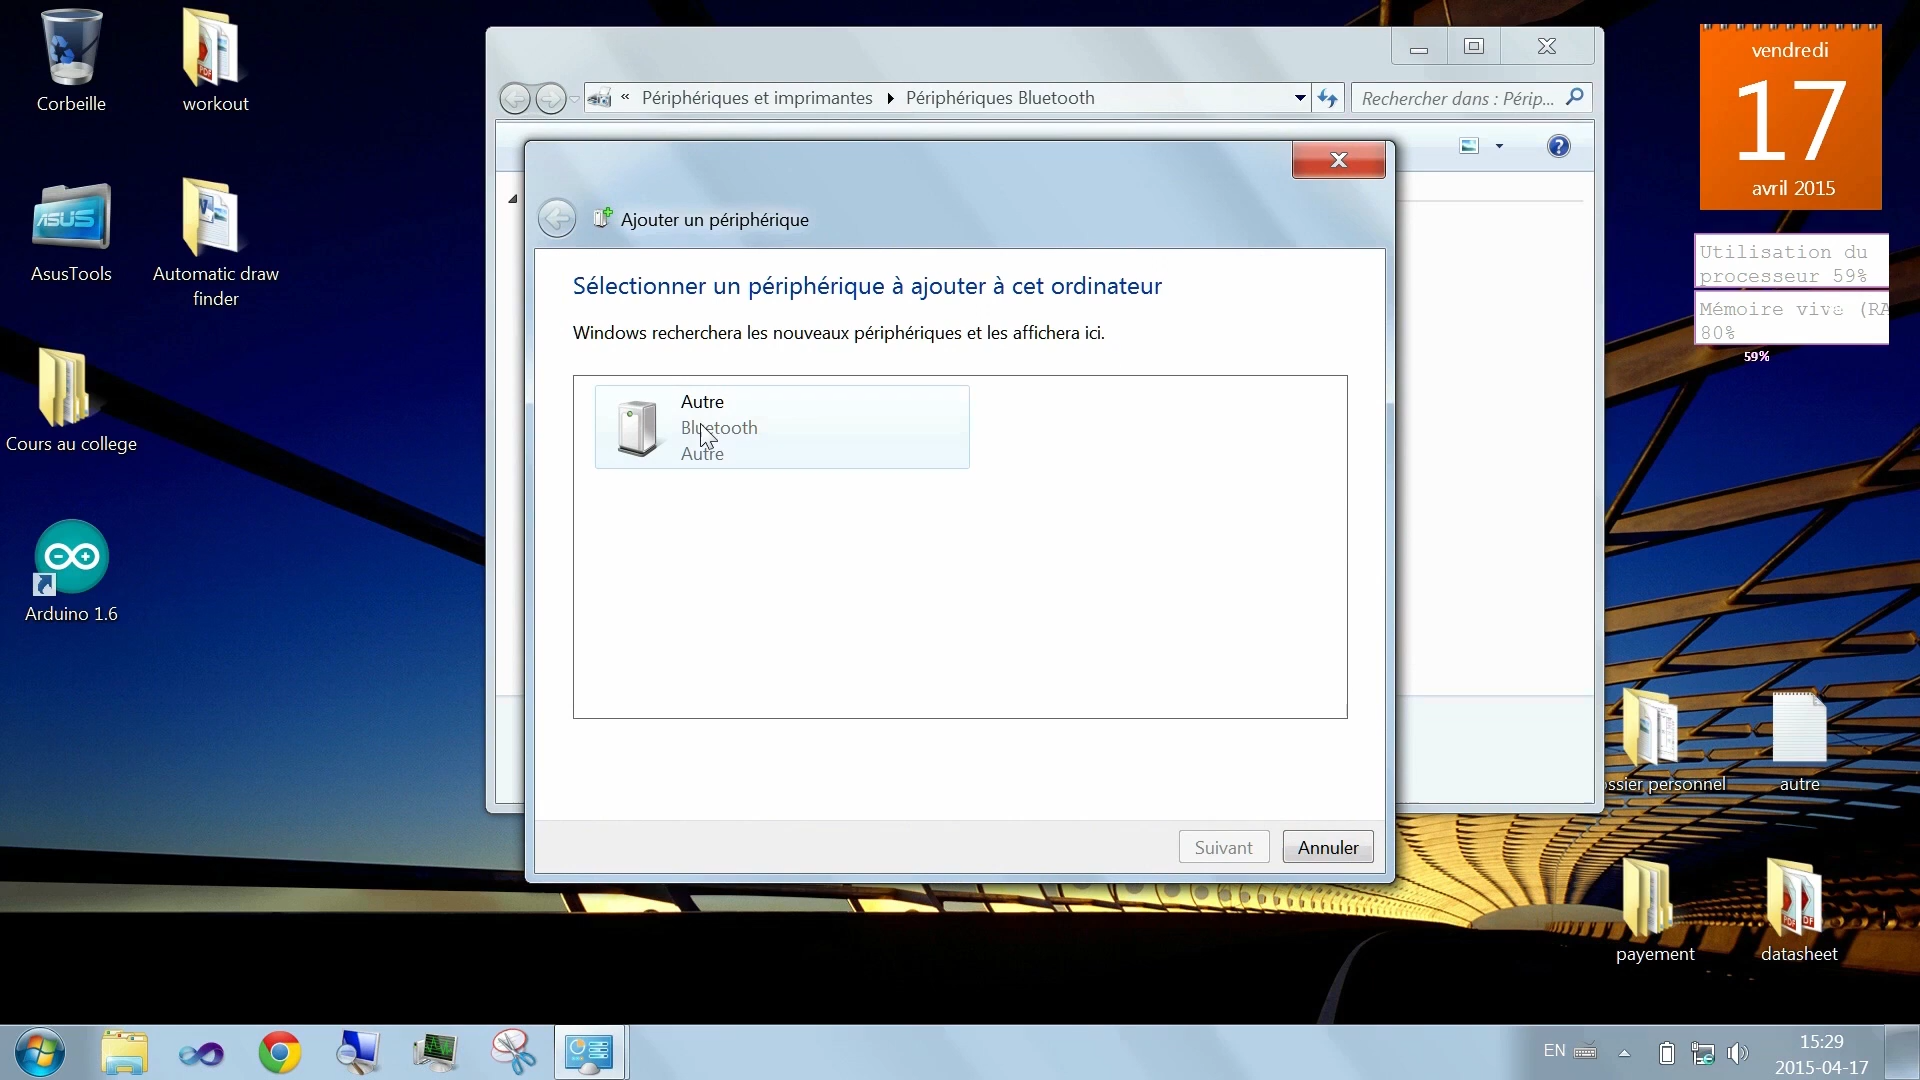 Corbeille
workout
AsusTools
ASUS
Automatic draw
finder
Cours au college
Arduino 1.6
« Périphériques et imprimantes Périphériques Bluetooth
Rechercher dans : Périp...
Ajouter un périphérique
Sélectionner un périphérique à ajouter à cet ordinateur
Windows recherchera les nouveaux périphériques et les affichera ici.
Autre
Bluetooth
Autre
Suivant
Annuler
vendredi
17
avril 2015
Utilisation du
processeur 59%
Mémoire vive (RA
80%
59%
ossier personnel
autre
payement
datasheet
EN
15:29
2015-04-17